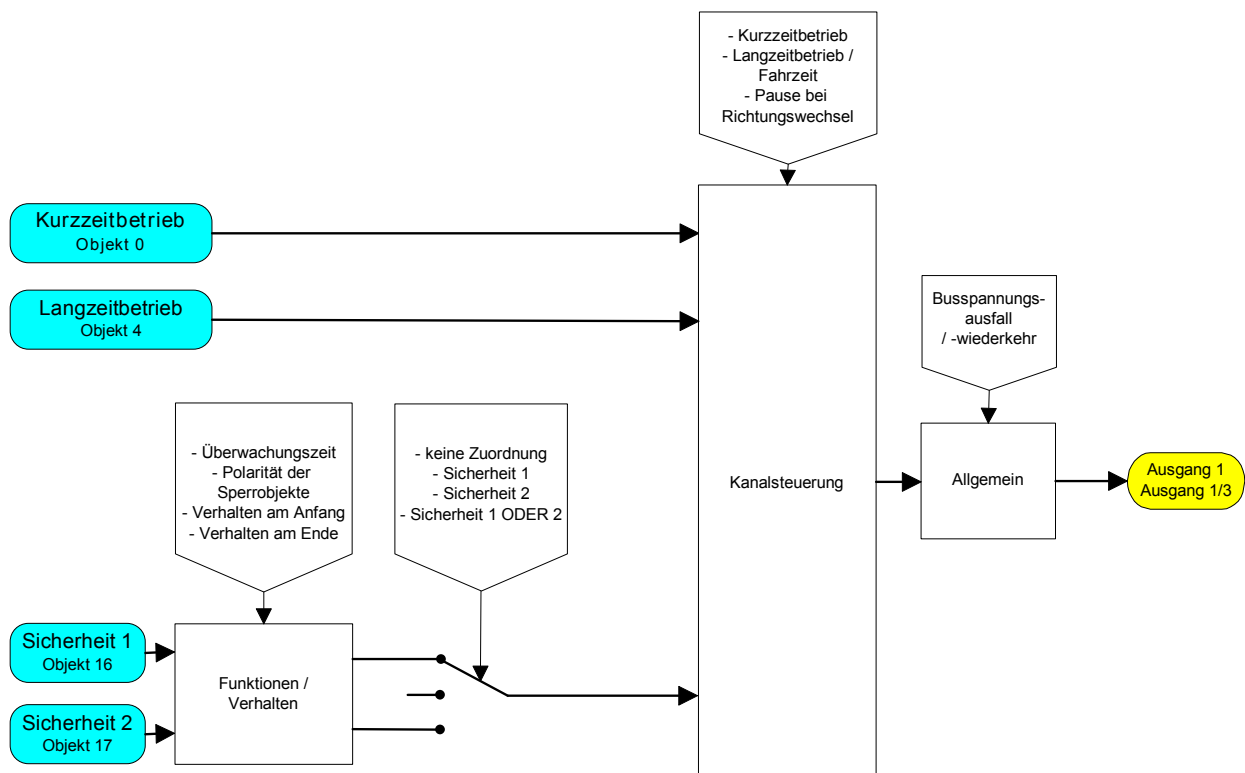 - Kurzzeitbetrieb
- Langzeitbetrieb /
Fahrzeit
- Pause bei
Richtungswechsel
Kurzzeitbetrieb
Objekt 0
Langzeitbetrieb
Objekt 4
Busspannungs-
ausfall
/ -wiederkehr
- Überwachungszeit
- Polarität der
Sperrobjekte
- Verhalten am Anfang
- Verhalten am Ende
- keine Zuordnung
- Sicherheit 1
- Sicherheit 2
- Sicherheit 1 ODER 2
Kanalsteuerung
Allgemein
Ausgang 1
Ausgang 1/3
Sicherheit 1
Objekt 16
Funktionen /
Verhalten
Sicherheit 2
Objekt 17